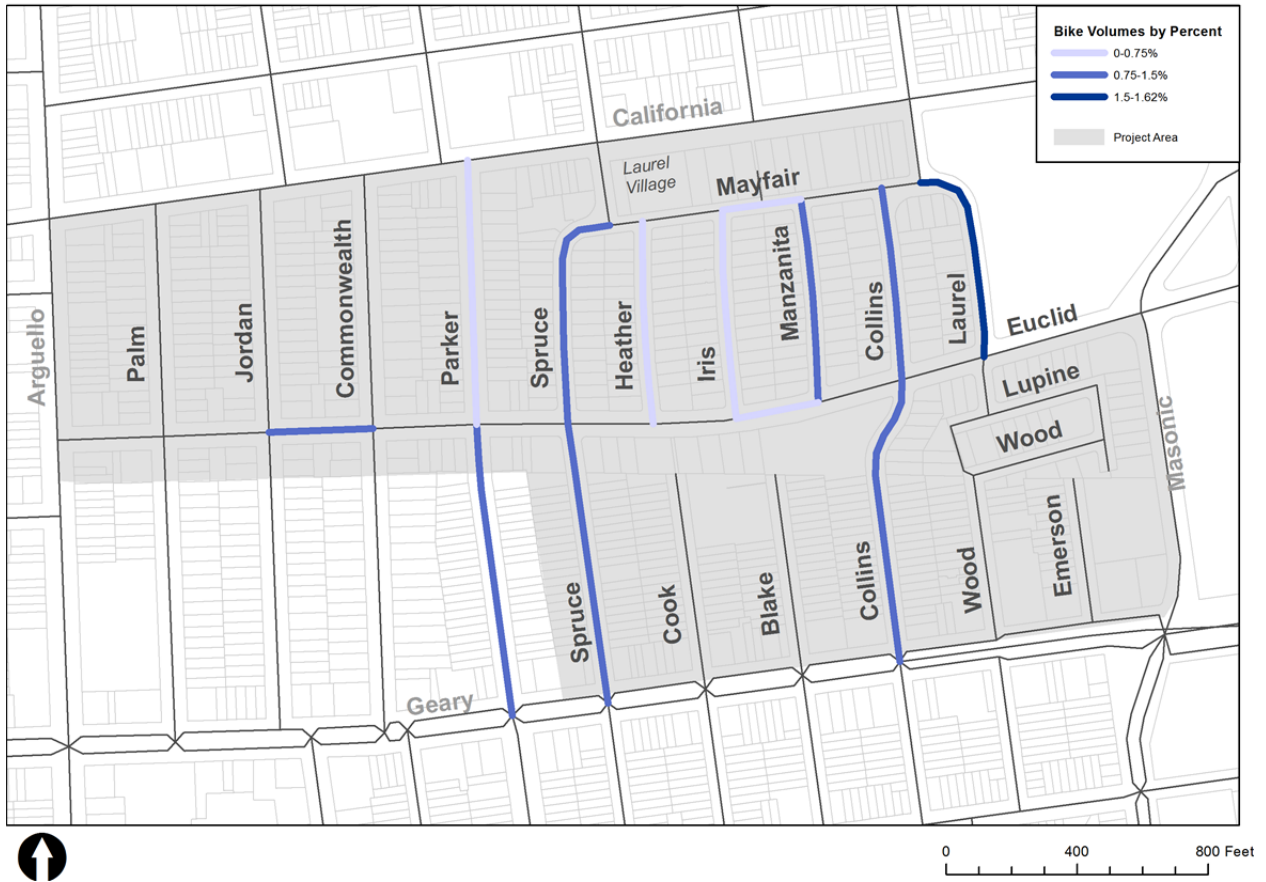 Bike Volumes by Percent
0-0.75%
0.75-1.5%
1.5-1.62%
Project Area
California
Laurel
Village
Mayfair
Arguello
Palm
Jordan
Commonwealth
Parker
Spruce
Heather
Iris
Manzanita
Collins
Laurel
Euclid
Lupine
Wood
Masonic
Spruce
Cook
Blake
Collins
Wood
Emerson
Geary
0 400 800 Feet